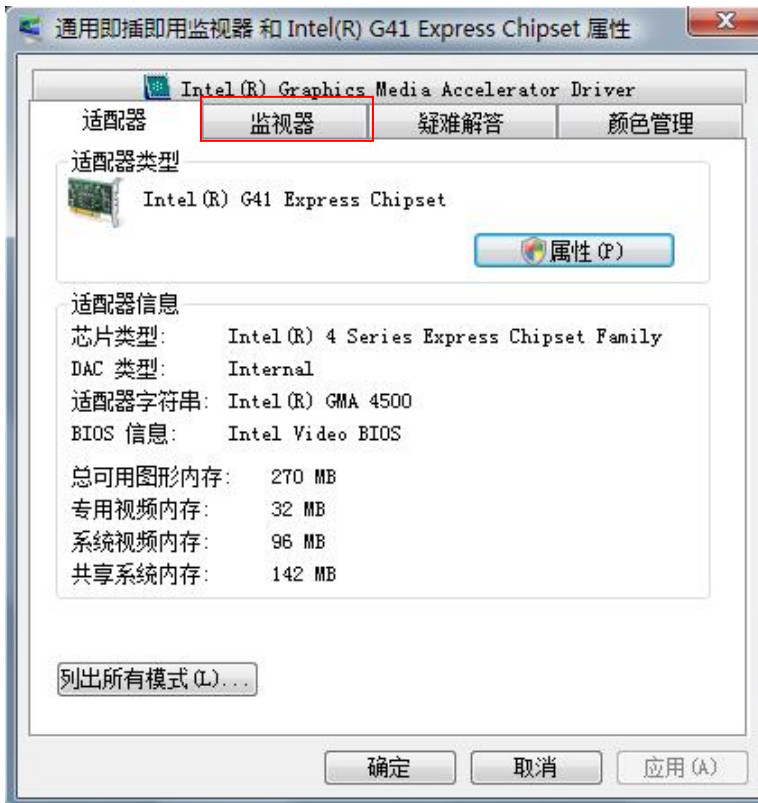 通用即插即用监视器 和 Intel(R) G41 Express Chipset 属性
Intel(R) Graphics Media Accelerator Driver
适配器 监视器 疑难解答 颜色管理
适配器类型
Intel(R) G41 Express Chipset
属性(P)
适配器信息
芯片类型: Intel(R) 4 Series Express Chipset Family
DAC 类型: Internal
适配器字符串: Intel(R) GMA 4500
BIOS 信息: Intel Video BIOS
总可用图形内存: 270 MB
专用视频内存: 32 MB
系统视频内存: 96 MB
共享系统内存: 142 MB
列出所有模式(L)...
确定 取消 应用(A)